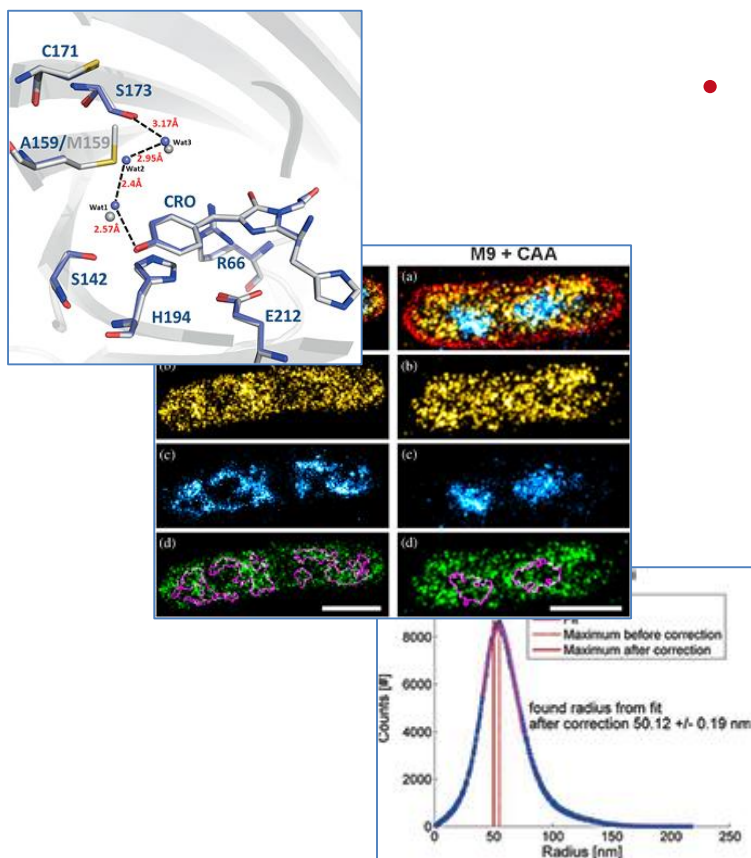 C171
S173
3.17Å
A159/M159
Wat3
2.95Å
Wat2
2.4Å
Wat1
CRO
2.57Å
R66
S142
H194
E212
M9 + CAA
(a)
(b)
(b)
(c)
(c)
(d)
(d)
Fit
Maximum before correction
Maximum after correction
found radius from fit
after correction 50.12 +/- 0.19 nm
Counts [#]
8000
6000
4000
2000
0
0
50
100
150
200
250
Radius [nm]